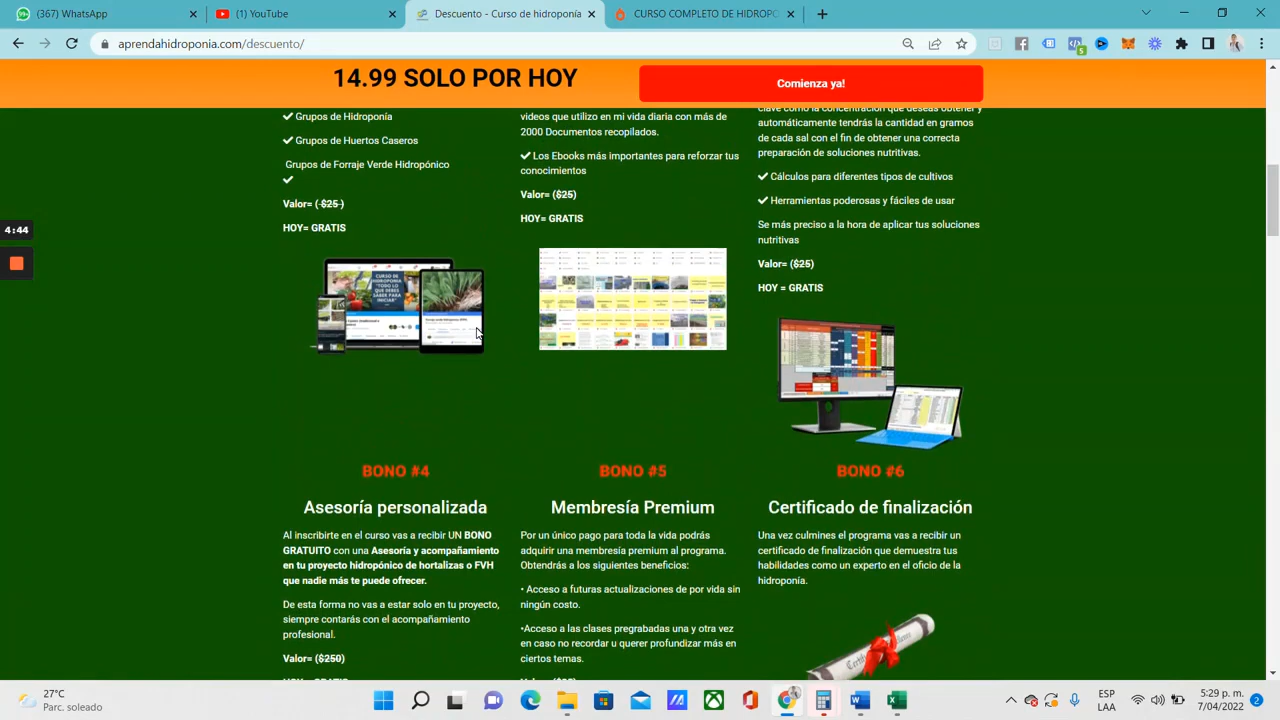 (367) WhatsApp
(1) YouTube
Descuento - Curso de hidroponía
CURSO COMPLETO DE HIDROPO
aprendahidroponia.com/descuento/
14.99 SOLO POR HOY
Comienza ya!
Grupos de Hidroponía
Grupos de Huertos Caseros
Grupos de Forraje Verde Hidropónico
Valor= ( $25 )
HOY= GRATIS
videos que utilizo en mi vida diaria con más de
2000 Documentos recopilados.
Los Ebooks más importantes para reforzar tus
conocimientos
Valor= ($25)
HOY= GRATIS
clave como la concentración que deseas obtener y
automáticamente tendrás la cantidad en gramos
de cada sal con el fin de obtener una correcta
preparación de soluciones nutritivas.
Cálculos para diferentes tipos de cultivos
Herramientas poderosas y fáciles de usar
Se más preciso a la hora de aplicar tus soluciones
nutritivas
Valor= ($25)
HOY = GRATIS
4:44
CURSO DE
HIDROPONÍA
"TODO LO
QUE DEBES
SABE PARA
INICIAR"
BONO #4
Asesoría personalizada
Al inscribirte en el curso vas a recibir UN BONO
GRATUITO con una Asesoría y acompañamiento
en tu proyecto hidropónico de hortalizas o FVH
que nadie más te puede ofrecer.
De esta forma no vas a estar solo en tu proyecto,
siempre contarás con el acompañamiento
profesional.
Valor= ($250)
BONO #5
Membresía Premium
Por un único pago para toda la vida podrás
adquirir una membresía premium al programa.
Obtendrás a los siguientes beneficios:
• Acceso a futuras actualizaciones de por vida sin
ningún costo.
•Acceso a las clases pregrabadas una y otra vez
en caso no recordar u querer profundizar más en
ciertos temas.
BONO #6
Certificado de finalización
Una vez culmines el programa vas a recibir un
certificado de finalización que demuestra tus
habilidades como un experto en el oficio de la
hidroponía.
27°C
Parc. soleado
ESP
LAA
5:29 p. m.
7/04/2022
2